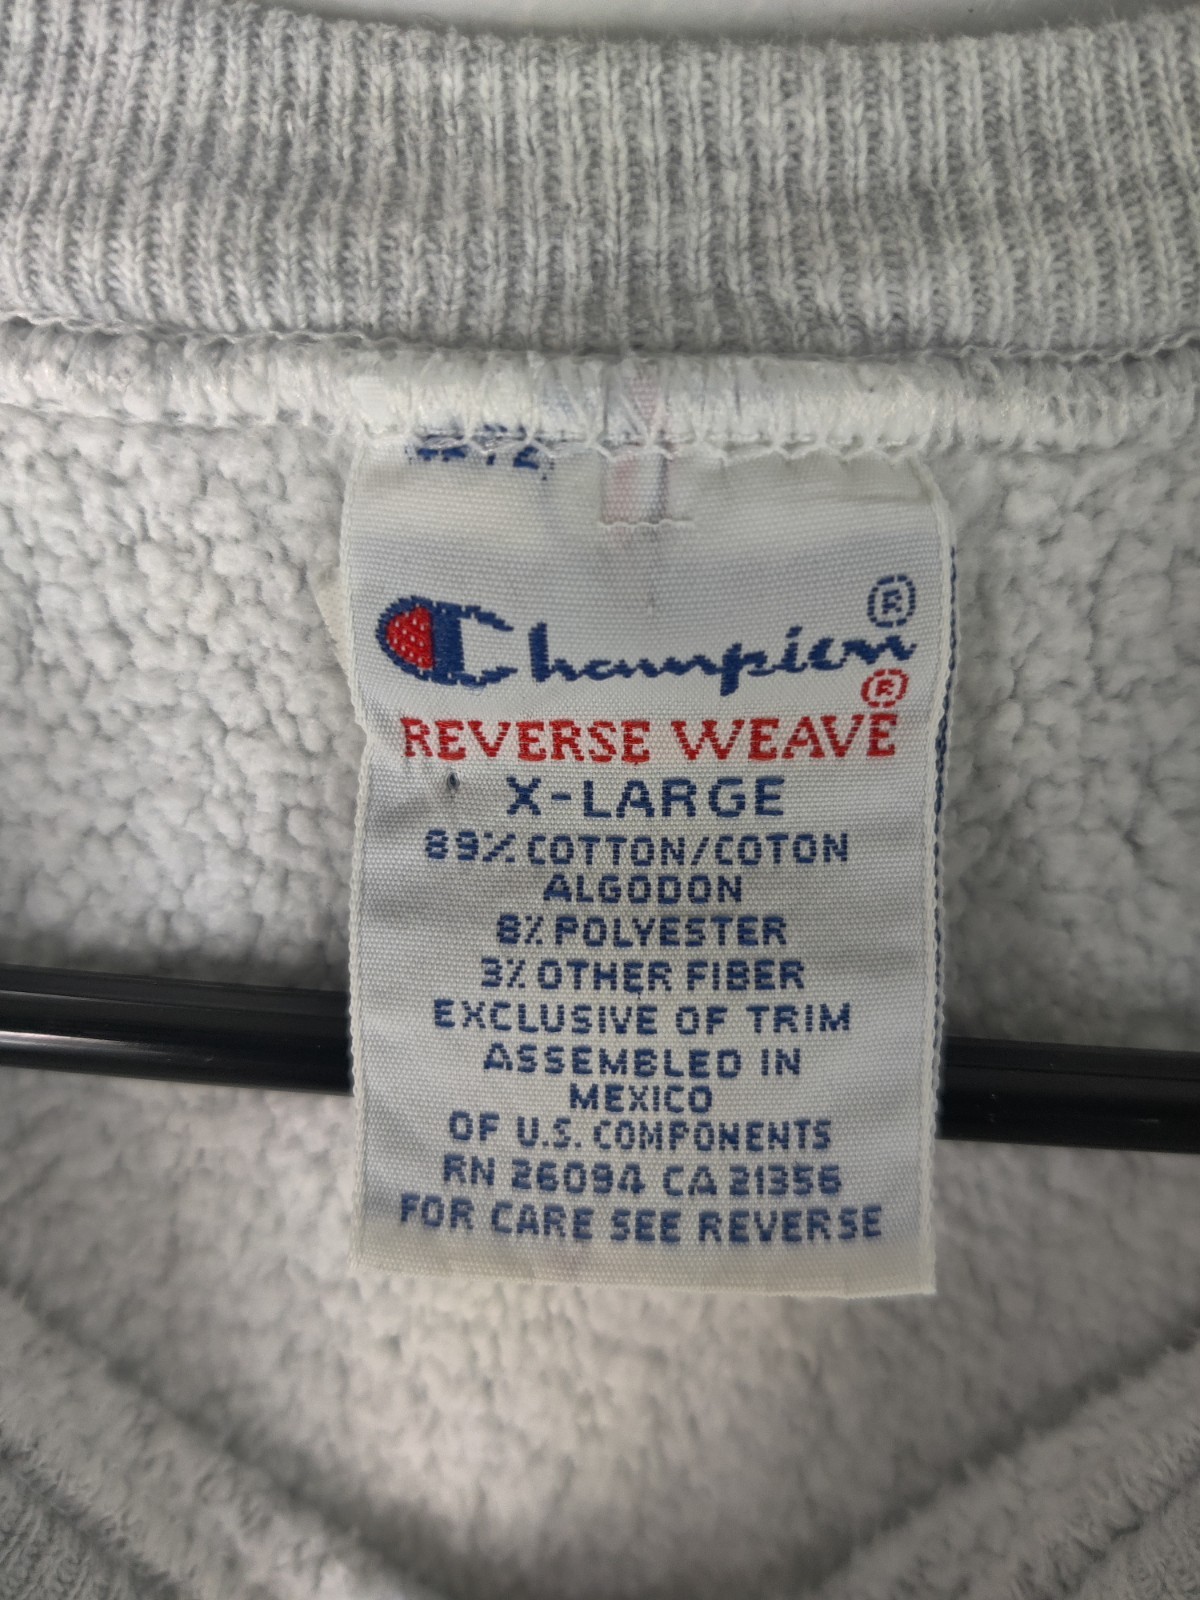 Champion®
REVERSE WEAVE®
X-LARGE
89% COTTON/COTON
ALGODON
8% POLYESTER
3% OTHER FIBER
EXCLUSIVE OF TRIM
ASSEMBLED IN
MEXICO
OF U.S. COMPONENTS
RN 26094 CA 21356
FOR CARE SEE REVERSE